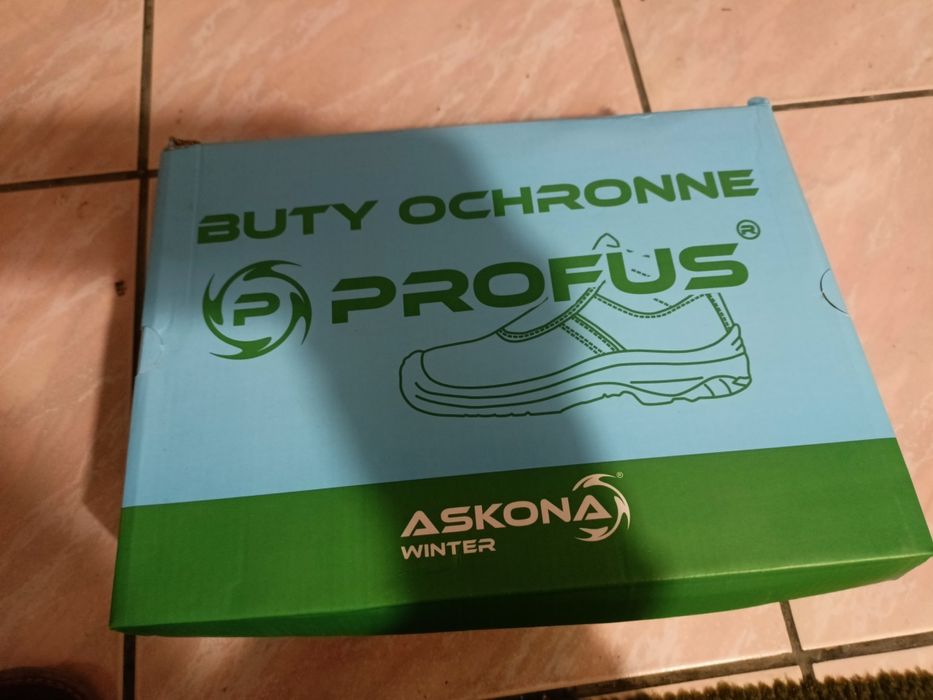 BUTY OCHRONNE
P PROFUS®
ASKONA®
WINTER